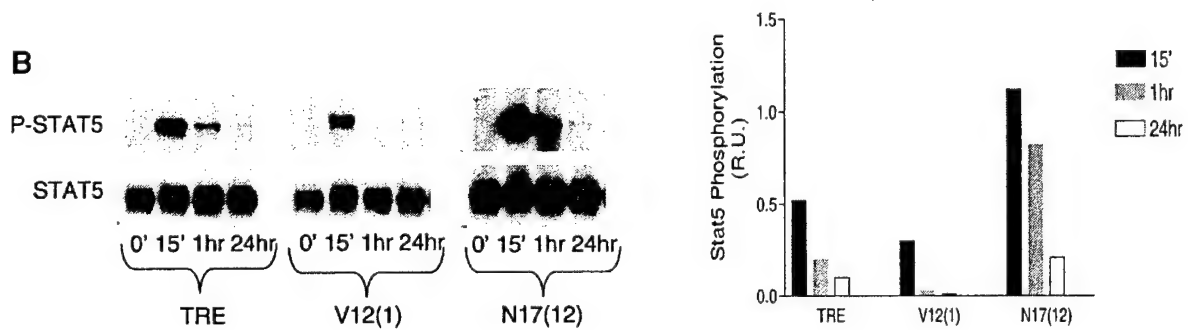 B
P-STAT5
STAT5
0' 15' 1hr 24hr
0' 15' 1hr 24hr
0' 15' 1hr 24hr
TRE
V12(1)
N17(12)
Stat5 Phosphorylation
(R.U.)
1.5
1.0
0.5
0.0
TRE
V12(1)
N17(12)
15'
1hr
24hr